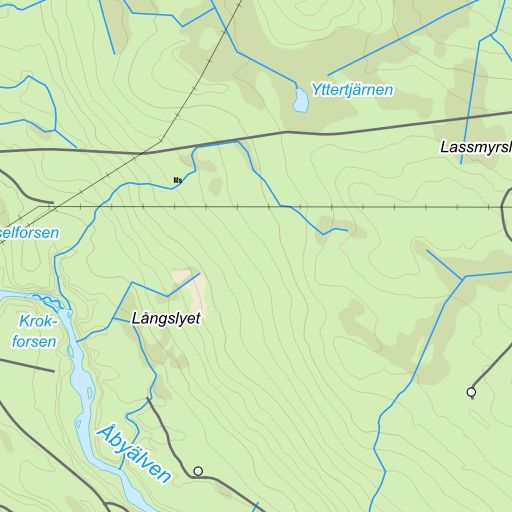 Yttertjärnen
Lassmyrsl
Ms
selforsen
Krok-
forsen
Långslyet
Åbyälven